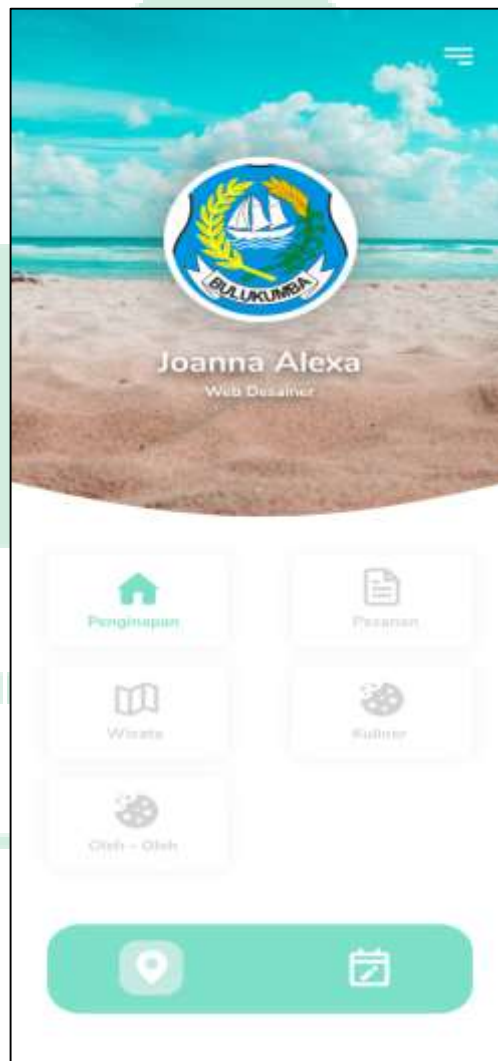 BULUKUMBA
Joanna Alexa
Web Desainer
Penginapan
Pesanan
Wisata
Kuliner
Oleh - Oleh